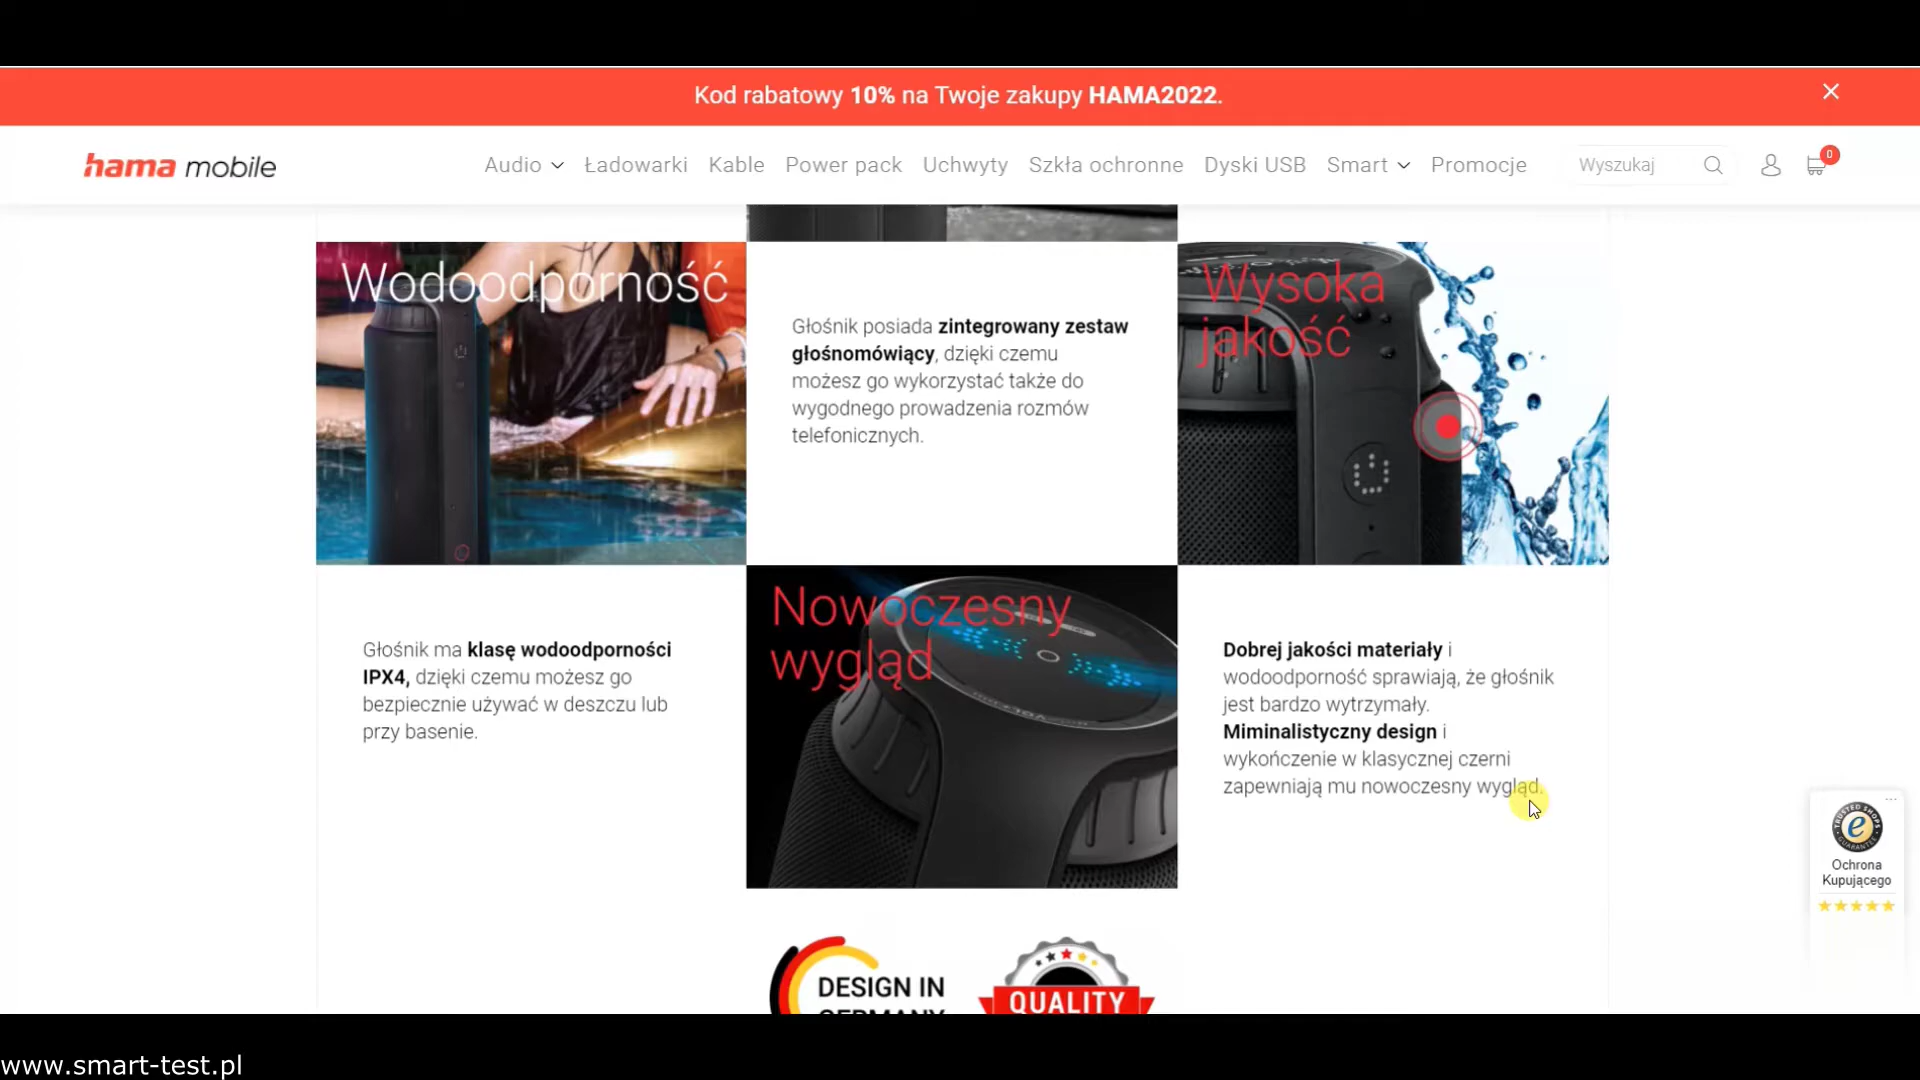 Kod rabatowy 10% na Twoje zakupy HAMA2022.
hama mobile
Audio
Ładowarki
Kable
Power pack
Uchwyty
Szkła ochronne
Dyski USB
Smart
Promocje
Wyszukaj
0
Wodoodporność
Głośnik posiada zintegrowany zestaw
głośnomówiący, dzięki czemu
możesz go wykorzystać także do
wygodnego prowadzenia rozmów
telefonicznych.
Wysoka
jakość
Głośnik ma klasę wodoodporności
IPX4, dzięki czemu możesz go
bezpiecznie używać w deszczu lub
przy basenie.
Nowoczesny
wygląd
Dobrej jakości materiały i
wodoodporność sprawiają, że głośnik
jest bardzo wytrzymały.
Miminalistyczny design i
wykończenie w klasycznej czerni
zapewniają mu nowoczesny wygląd.
TRUSTED SHOPS
GUARANTEE
e
Ochrona
Kupującego
DESIGN IN
GERMANY
QUALITY
www.smart-test.pl